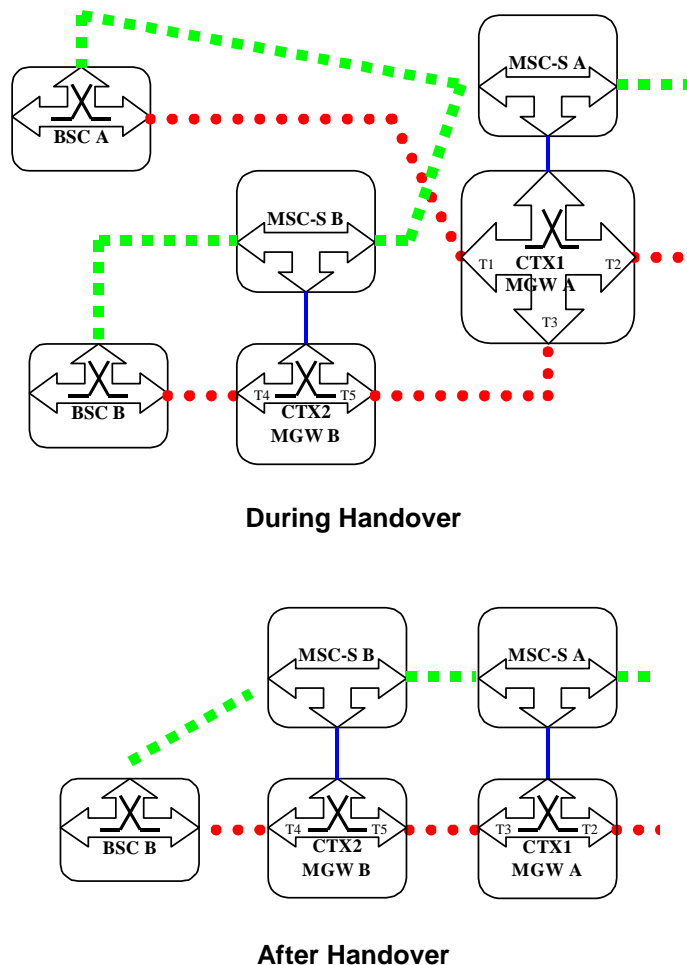 MSC-S A
BSC A
MSC-S B
T1
CTX1
T2
MGW A
T3
BSC B
T4
CTX2
T5
MGW B
During Handover
MSC-S B
MSC-S A
BSC B
T4
CTX2
T5
MGW B
T3
CTX1
T2
MGW A
After Handover